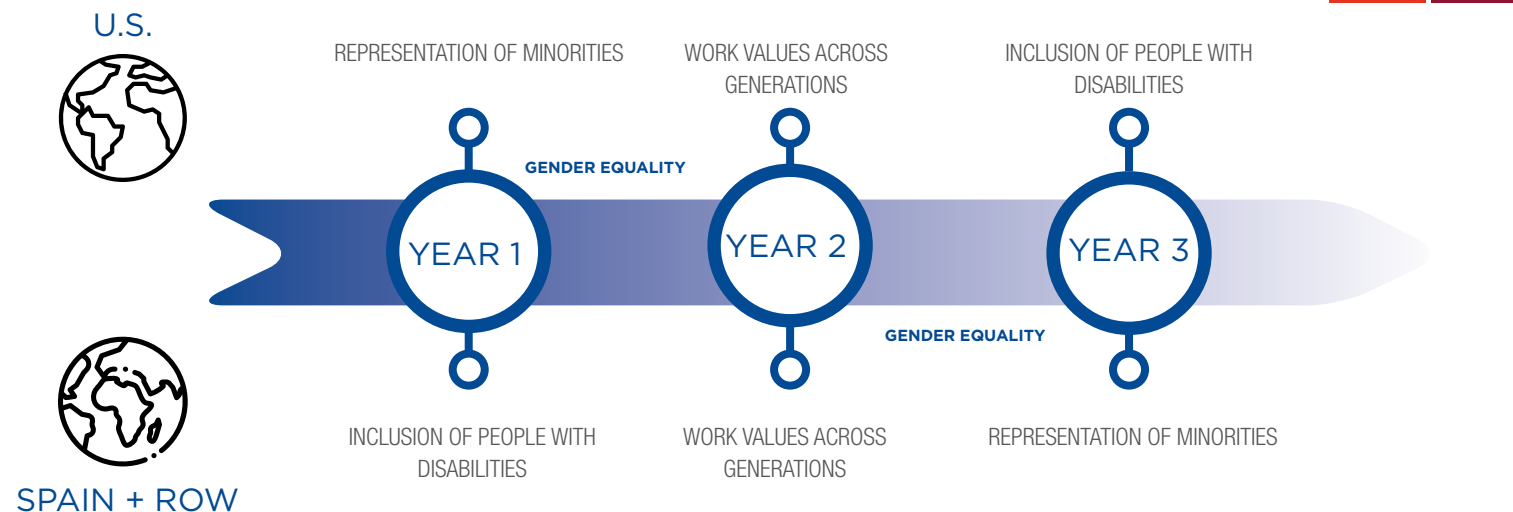 U.S.
REPRESENTATION OF MINORITIES
WORK VALUES ACROSS
GENERATIONS
INCLUSION OF PEOPLE WITH
DISABILITIES
GENDER EQUALITY
YEAR 1
YEAR 2
YEAR 3
GENDER EQUALITY
INCLUSION OF PEOPLE WITH
DISABILITIES
WORK VALUES ACROSS
GENERATIONS
REPRESENTATION OF MINORITIES
SPAIN + ROW